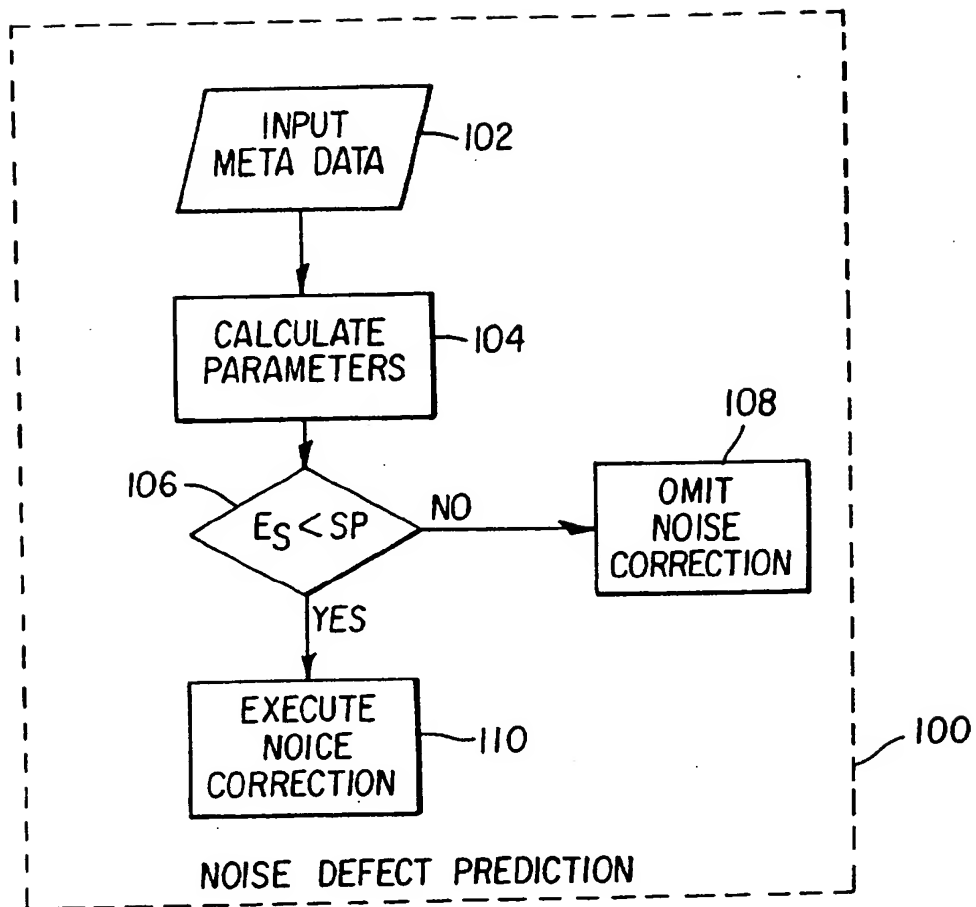 INPUT
META DATA
102
CALCULATE
PARAMETERS
104
106
ES < SP
NO
108
OMIT
NOISE
CORRECTION
YES
EXECUTE
NOICE
CORRECTION
110
100
NOISE DEFECT PREDICTION